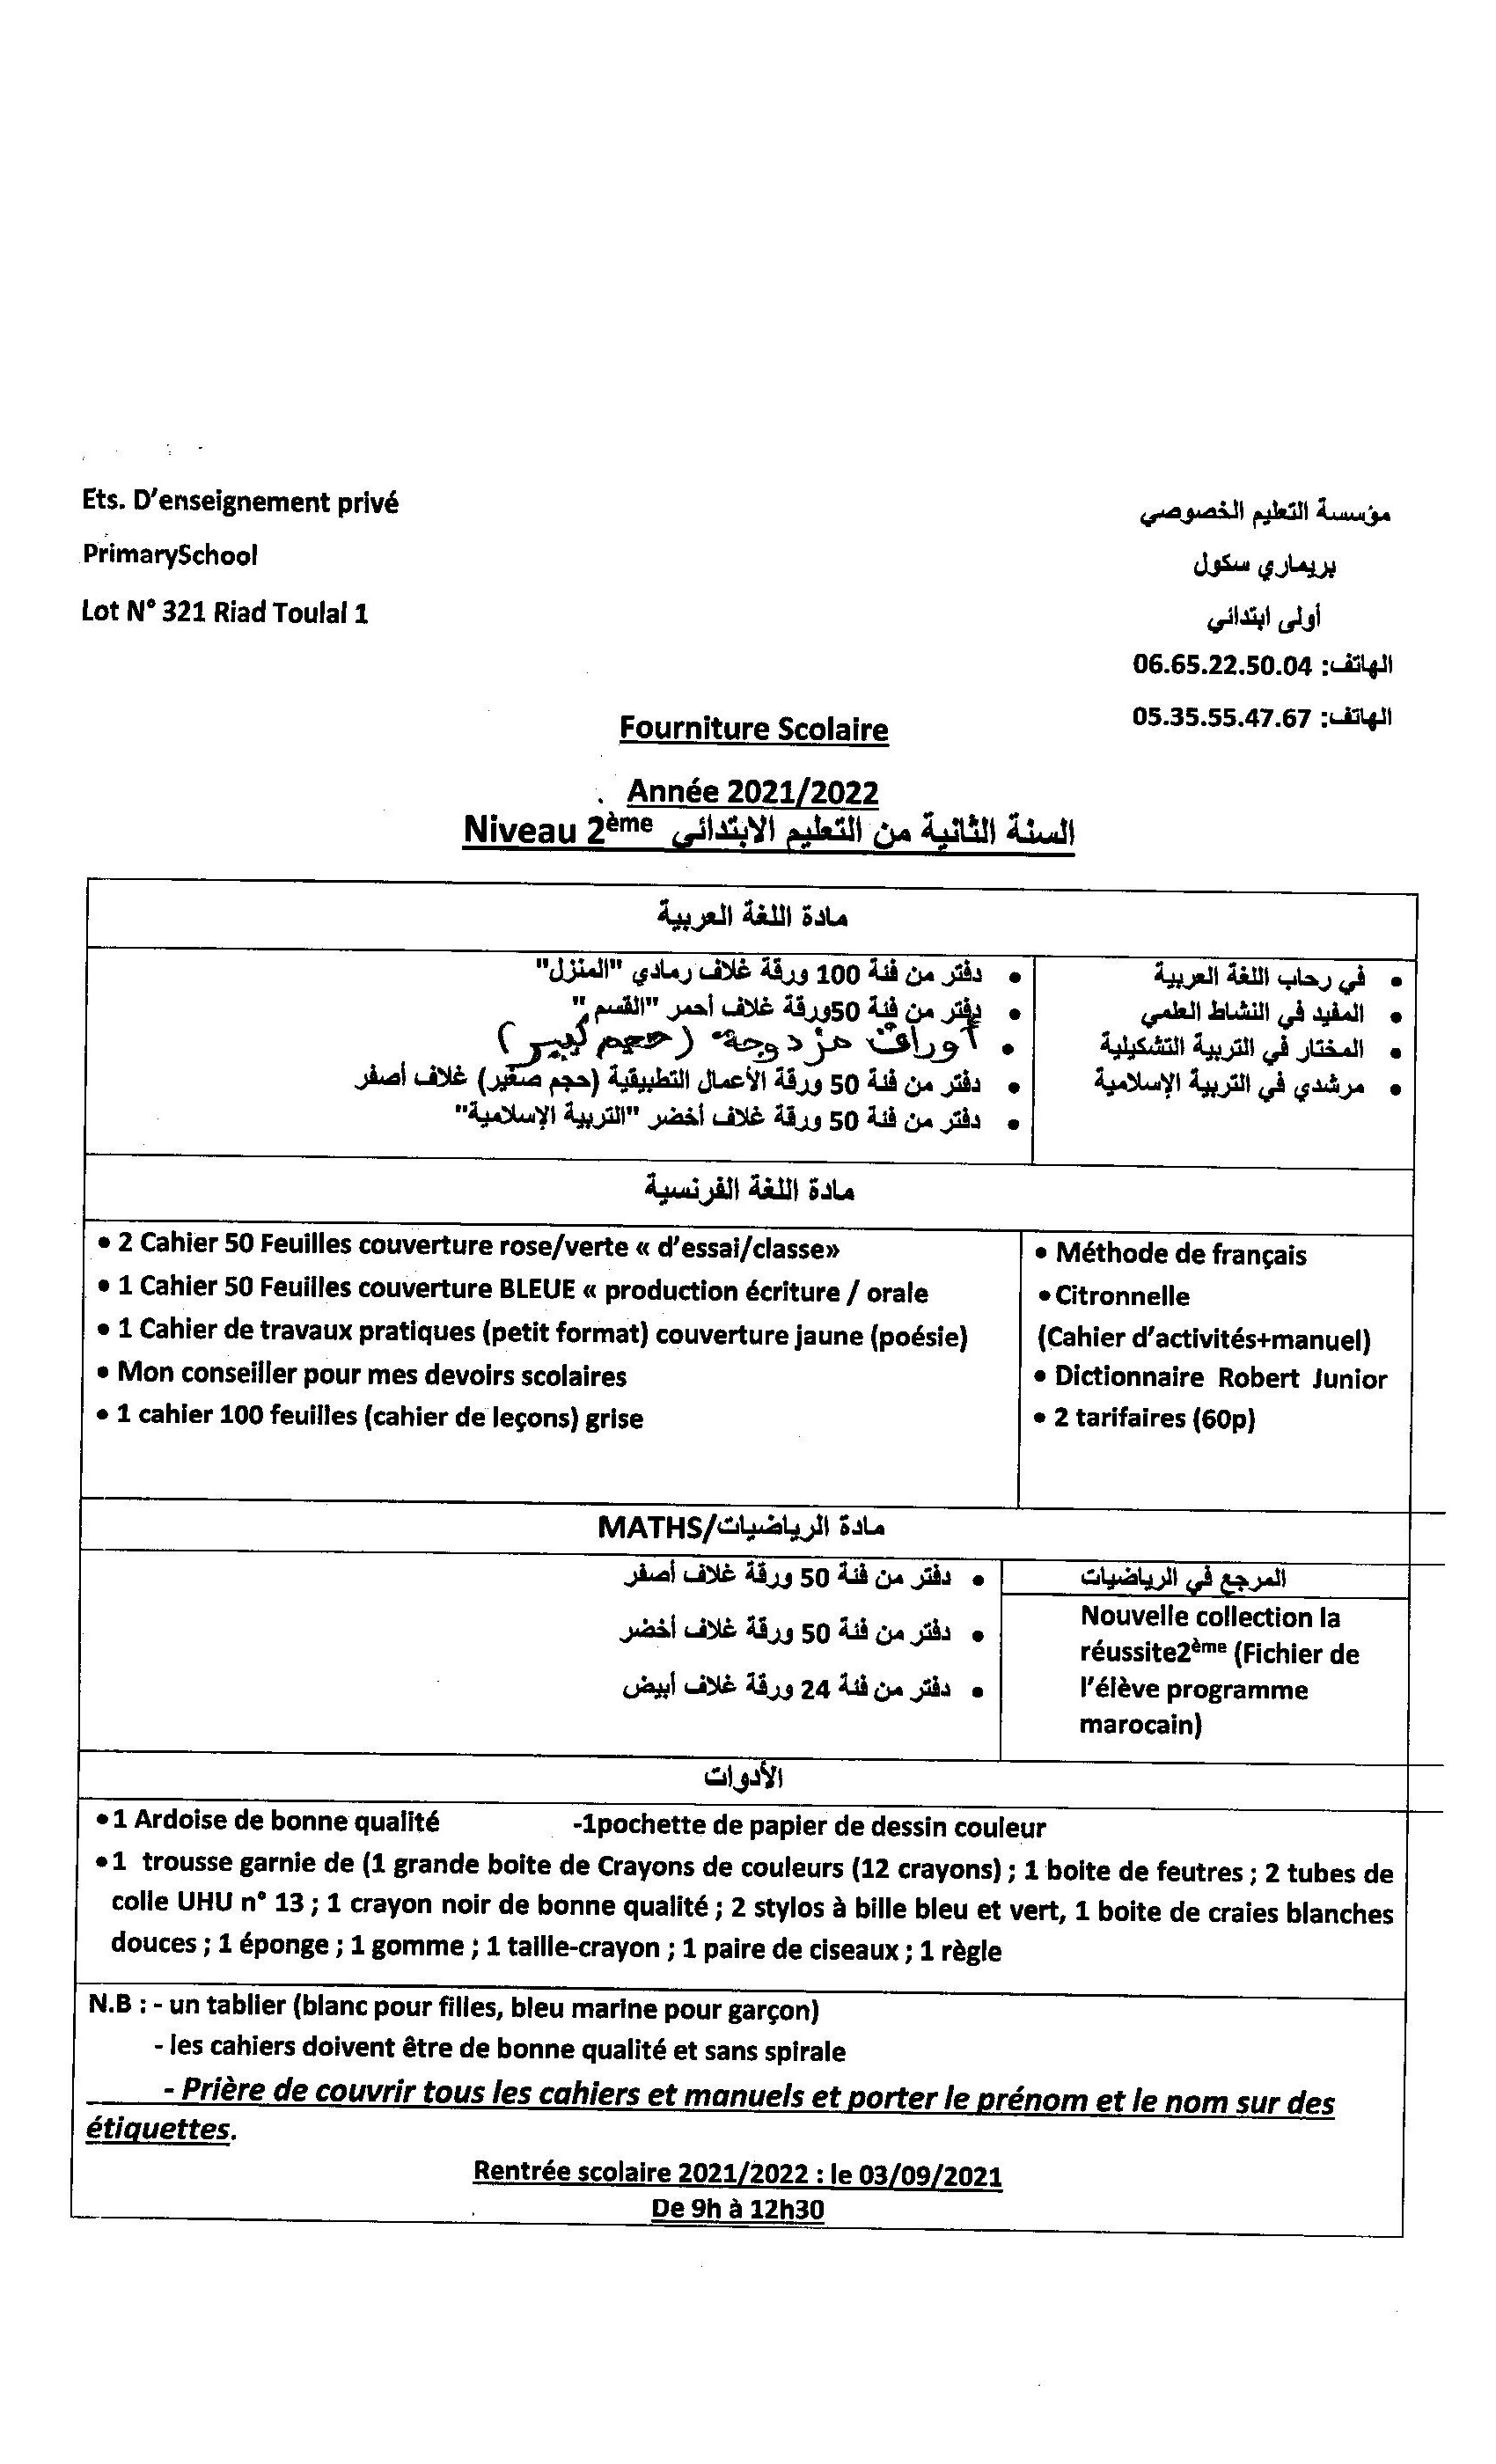 Ets. D'enseignement privé
PrimarySchool
Lot N° 321 Riad Toulal 1
مؤسسة التعليم الخصوصي
بريماري سكول
أولى ابتدائي
الهاتف: 06.65.22.50.04
الهاتف: 05.35.55.47.67
Fourniture Scolaire
Année 2021/2022
Niveau 2ème السنة الثانية من التعليم الابتدائي
مادة اللغة العربية
• في رحاب اللغة العربية
• المفيد في النشاط العلمي
• المختار في التربية التشكيلية
• مرشدي في التربية الإسلامية
• دفتر من فئة 100 ورقة غلاف رمادي "المنزل"
• دفتر من فئة 50ورقة غلاف أحمر "القسم"
• أوراق مزدوجة (حجم كبير)
• دفتر من فئة 50 ورقة الأعمال التطبيقية (حجم صغير) غلاف أصفر
• دفتر من فئة 50 ورقة غلاف أخضر "التربية الإسلامية"
مادة اللغة الفرنسية
• 2 Cahier 50 Feuilles couverture rose/verte « d'essai/classe»
• 1 Cahier 50 Feuilles couverture BLEUE « production écriture / orale
• 1 Cahier de travaux pratiques (petit format) couverture jaune (poésie)
• Mon conseiller pour mes devoirs scolaires
• 1 cahier 100 feuilles (cahier de leçons) grise
• Méthode de français
• Citronnelle
(Cahier d'activités+manuel)
• Dictionnaire Robert Junior
• 2 tarifaires (60p)
مادة الرياضيات/MATHS
• دفتر من فئة 50 ورقة غلاف أصفر
• دفتر من فئة 50 ورقة غلاف أخضر
• دفتر من فئة 24 ورقة غلاف أبيض
المرجع في الرياضيات
Nouvelle collection la
réussite2ème (Fichier de
l'élève programme
marocain)
الأدوات
• 1 Ardoise de bonne qualité -1pochette de papier de dessin couleur
• 1 trousse garnie de (1 grande boite de Crayons de couleurs (12 crayons) ; 1 boite de feutres ; 2 tubes de
colle UHU n° 13 ; 1 crayon noir de bonne qualité ; 2 stylos à bille bleu et vert, 1 boite de craies blanches
douces ; 1 éponge ; 1 gomme ; 1 taille-crayon ; 1 paire de ciseaux ; 1 règle
N.B : - un tablier (blanc pour filles, bleu marine pour garçon)
- les cahiers doivent être de bonne qualité et sans spirale
- Prière de couvrir tous les cahiers et manuels et porter le prénom et le nom sur des
étiquettes.
Rentrée scolaire 2021/2022 : le 03/09/2021
De 9h à 12h30